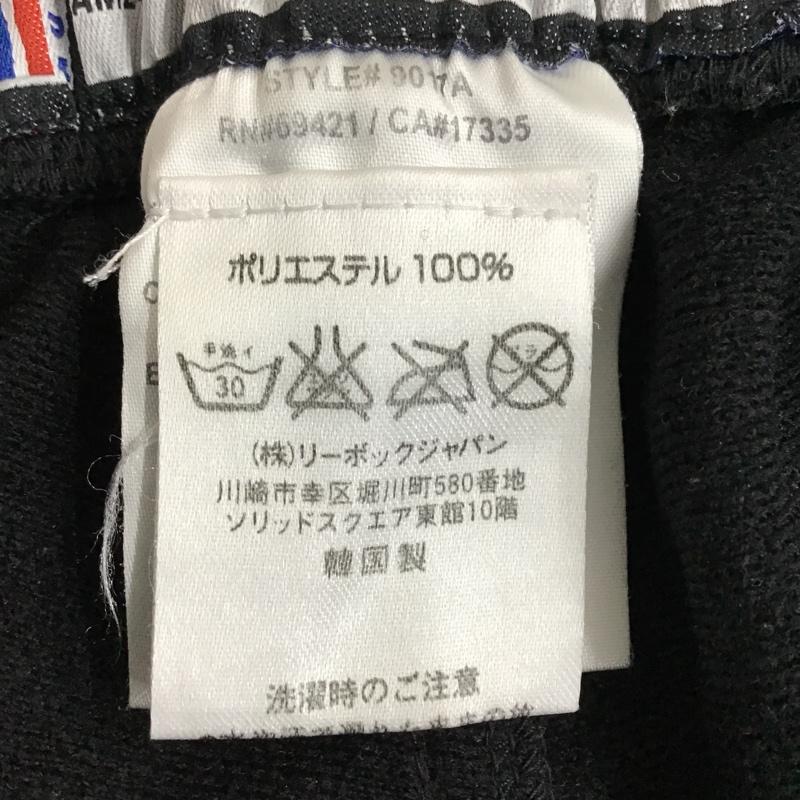 STYLE# 9017A
RN#69421 / CA#17335
ポリエステル 100%
手洗イ
30
(株)リーボックジャパン
川崎市幸区堀川町580番地
ソリッドスクエア東館10階
韓国製
洗濯時のご注意